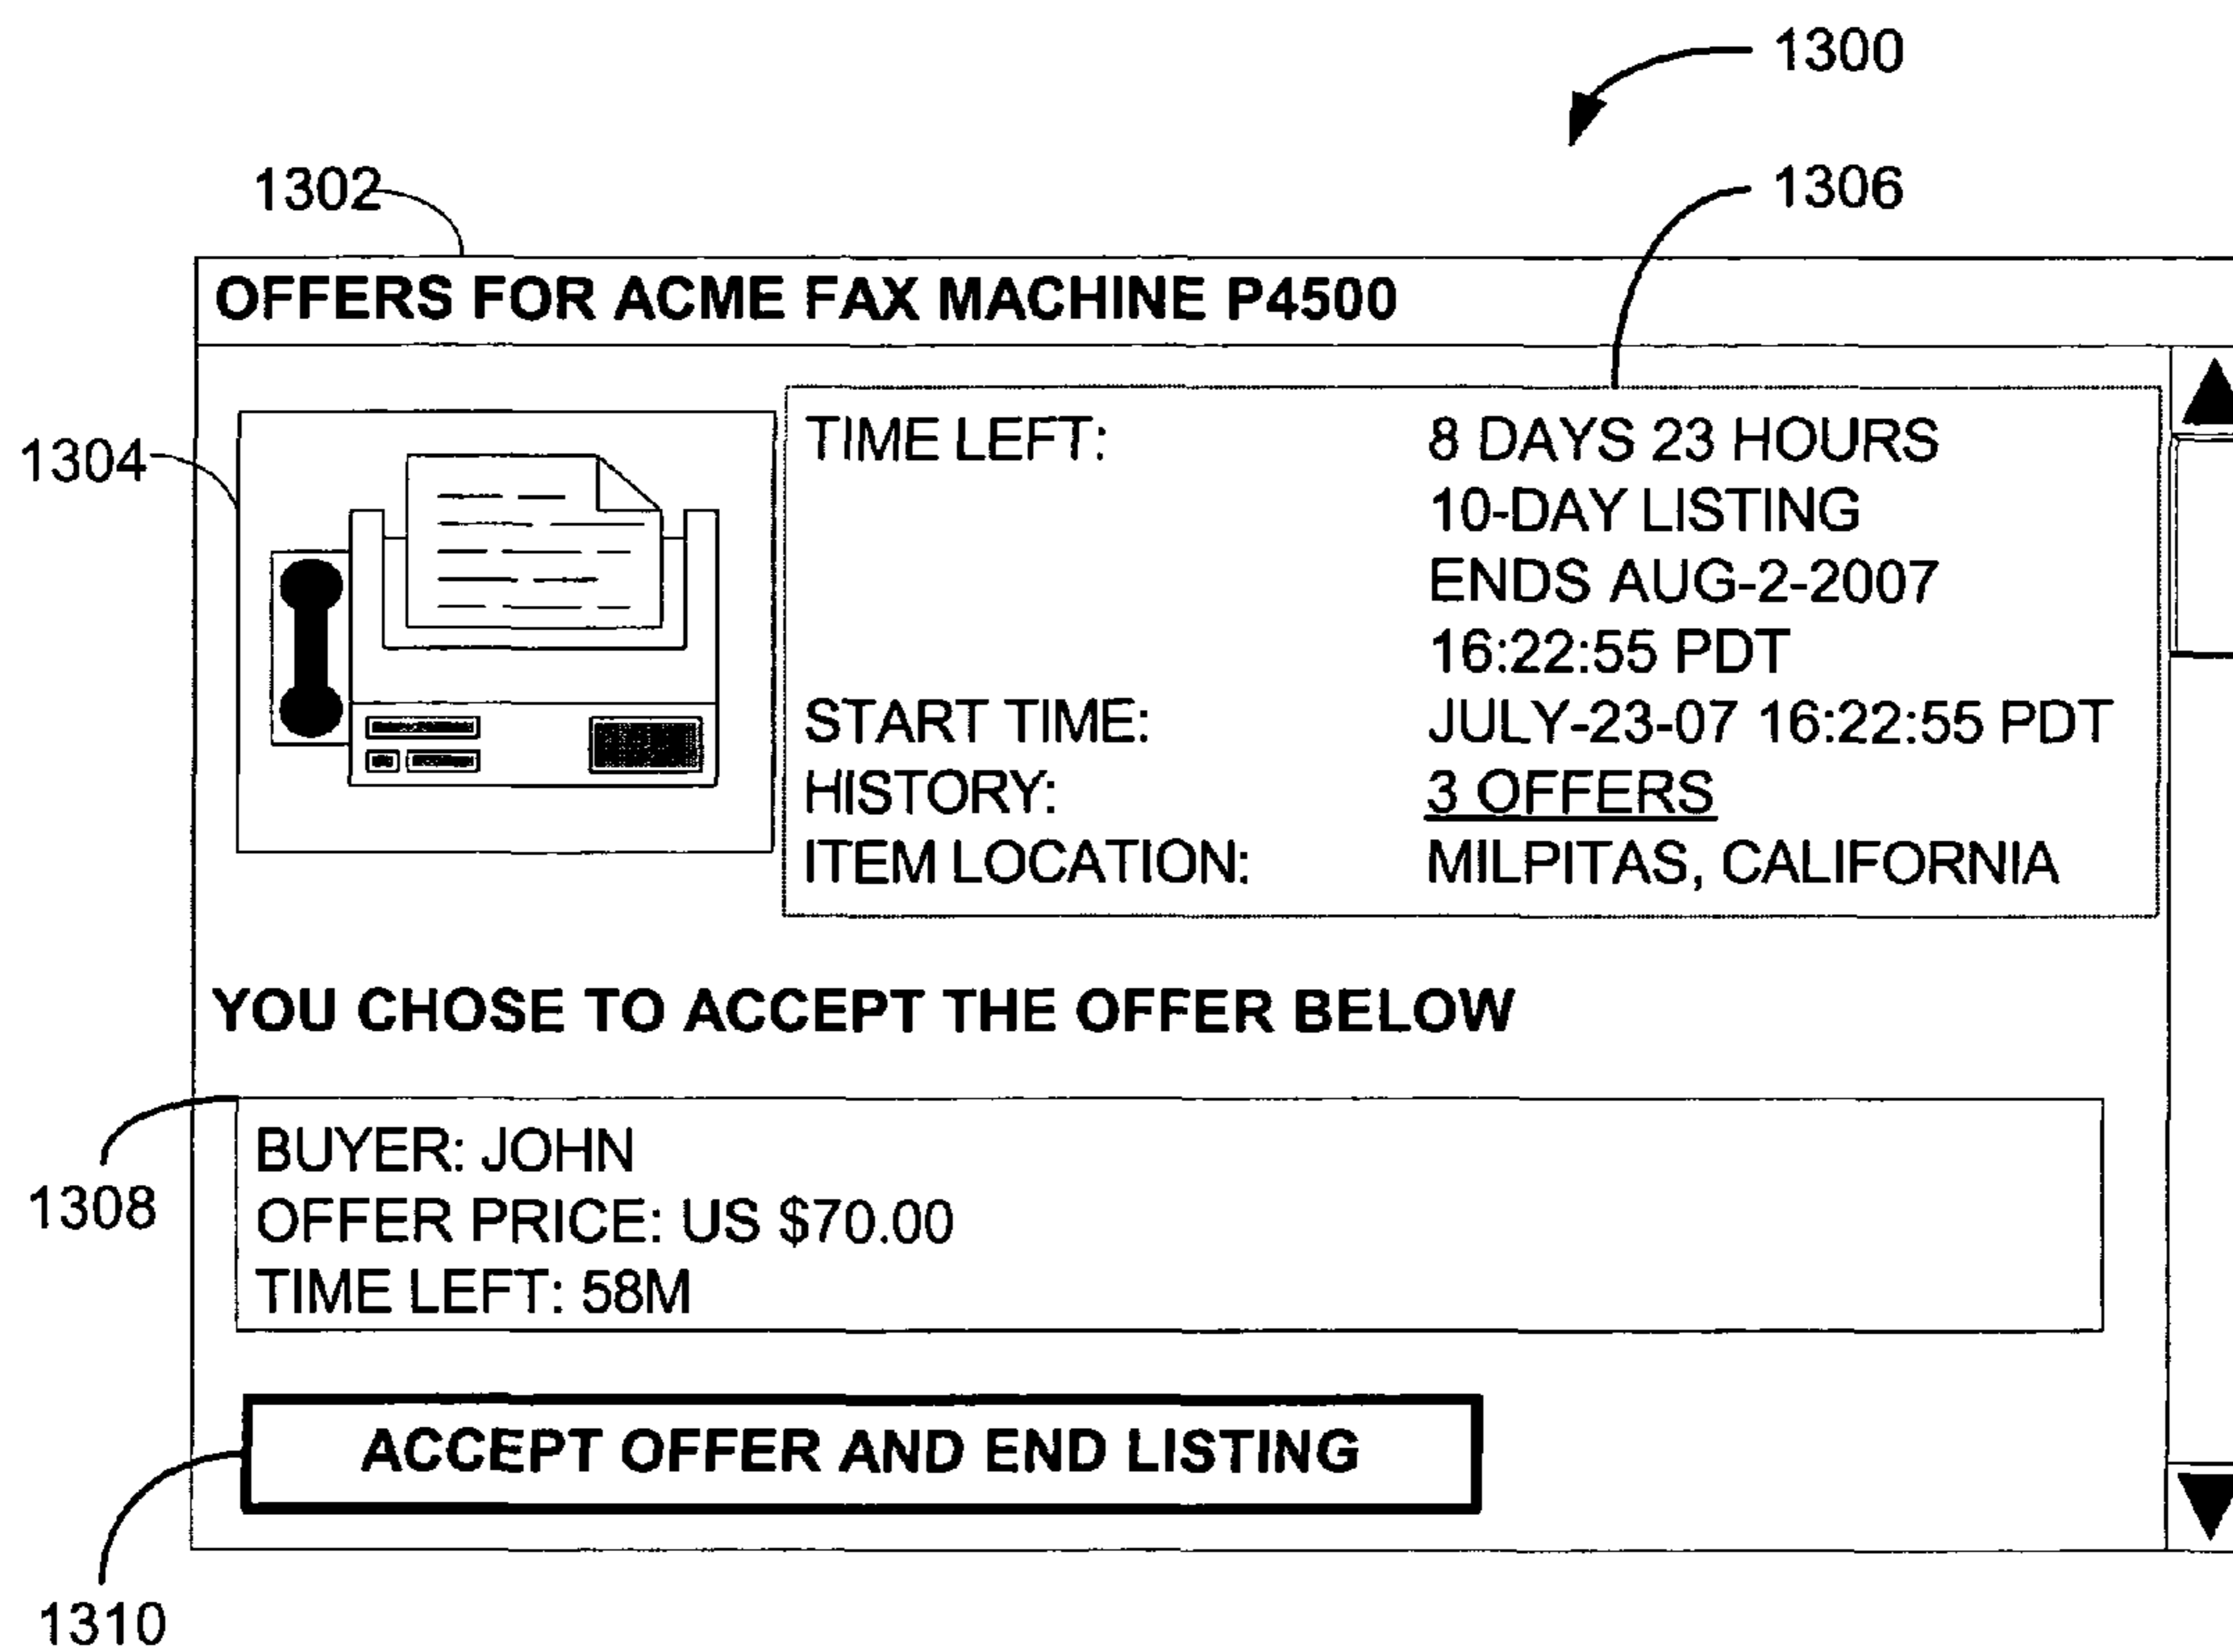 1300
1302
1306
OFFERS FOR ACME FAX MACHINE P4500
1304
TIME LEFT: 8 DAYS 23 HOURS
10-DAY LISTING
ENDS AUG-2-2007
16:22:55 PDT
START TIME: JULY-23-07 16:22:55 PDT
HISTORY: 3 OFFERS
ITEM LOCATION: MILPITAS, CALIFORNIA
YOU CHOSE TO ACCEPT THE OFFER BELOW
1308
BUYER: JOHN
OFFER PRICE: US $70.00
TIME LEFT: 58M
ACCEPT OFFER AND END LISTING
1310